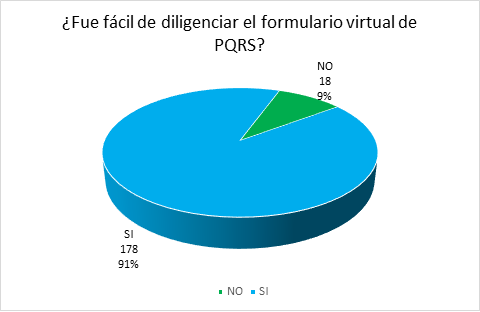 ¿Fue fácil de diligenciar el formulario virtual de
PQRS?
NO
18
9%
SI
178
91%
NO SI